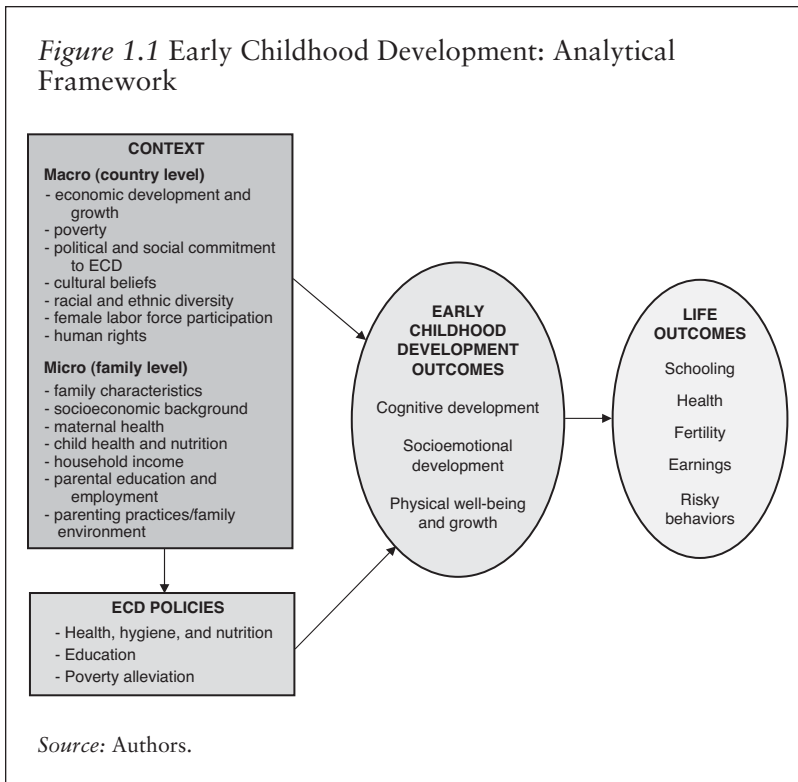 Figure 1.1 Early Childhood Development: Analytical
Framework
CONTEXT
Macro (country level)
- economic development and
growth
- poverty
- political and social commitment
to ECD
- cultural beliefs
- racial and ethnic diversity
- female labor force participation
- human rights
Micro (family level)
- family characteristics
- socioeconomic background
- maternal health
- child health and nutrition
- household income
- parental education and
employment
- parenting practices/family
environment
ECD POLICIES
- Health, hygiene, and nutrition
- Education
- Poverty alleviation
EARLY
CHILDHOOD
DEVELOPMENT
OUTCOMES
Cognitive development
Socioemotional
development
Physical well-being
and growth
LIFE
OUTCOMES
Schooling
Health
Fertility
Earnings
Risky
behaviors
Source: Authors.